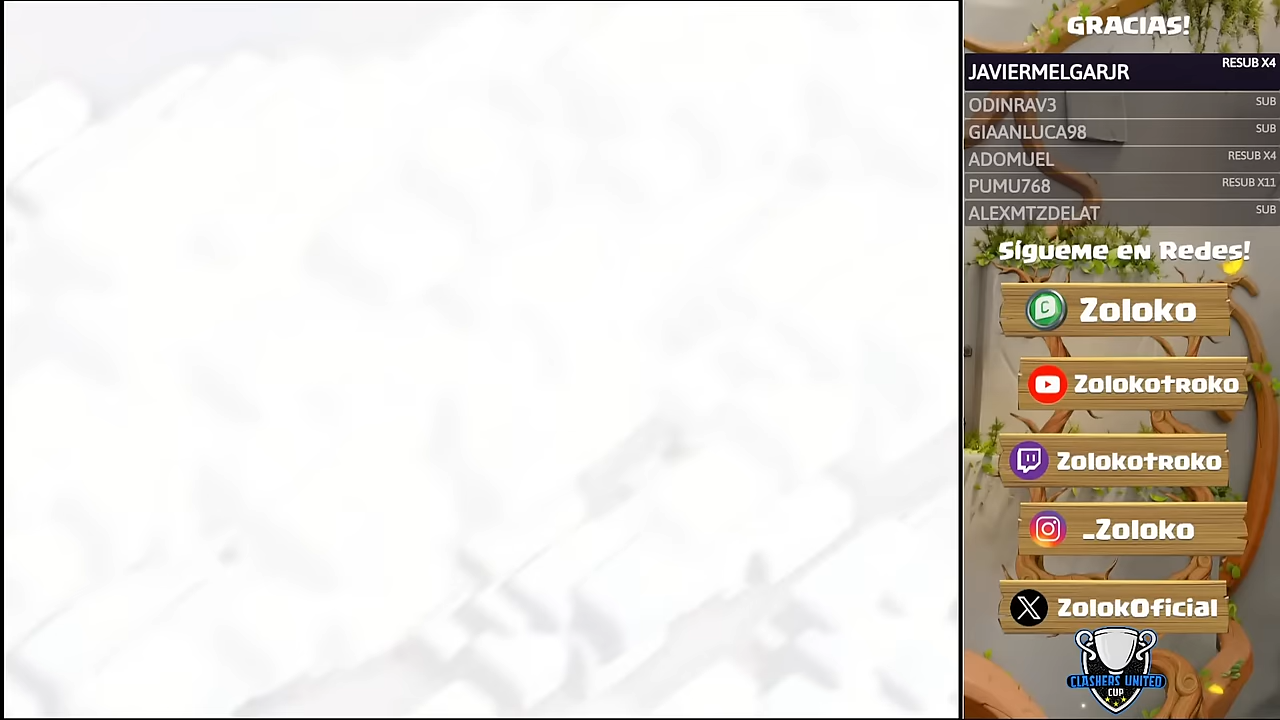 GRACIAS!
JAVIERMELGARJR RESUB X4
ODINRAV3 SUB
GIAANLUCA98 SUB
ADOMUEL RESUB X4
PUMU768 RESUB X11
ALEXMTZDELAT SUB
Sígueme en Redes!
C Zoloko
Zolokotroko
Zolokotroko
_Zoloko
X ZolokOficial
CLASHERS UNITED
CUP